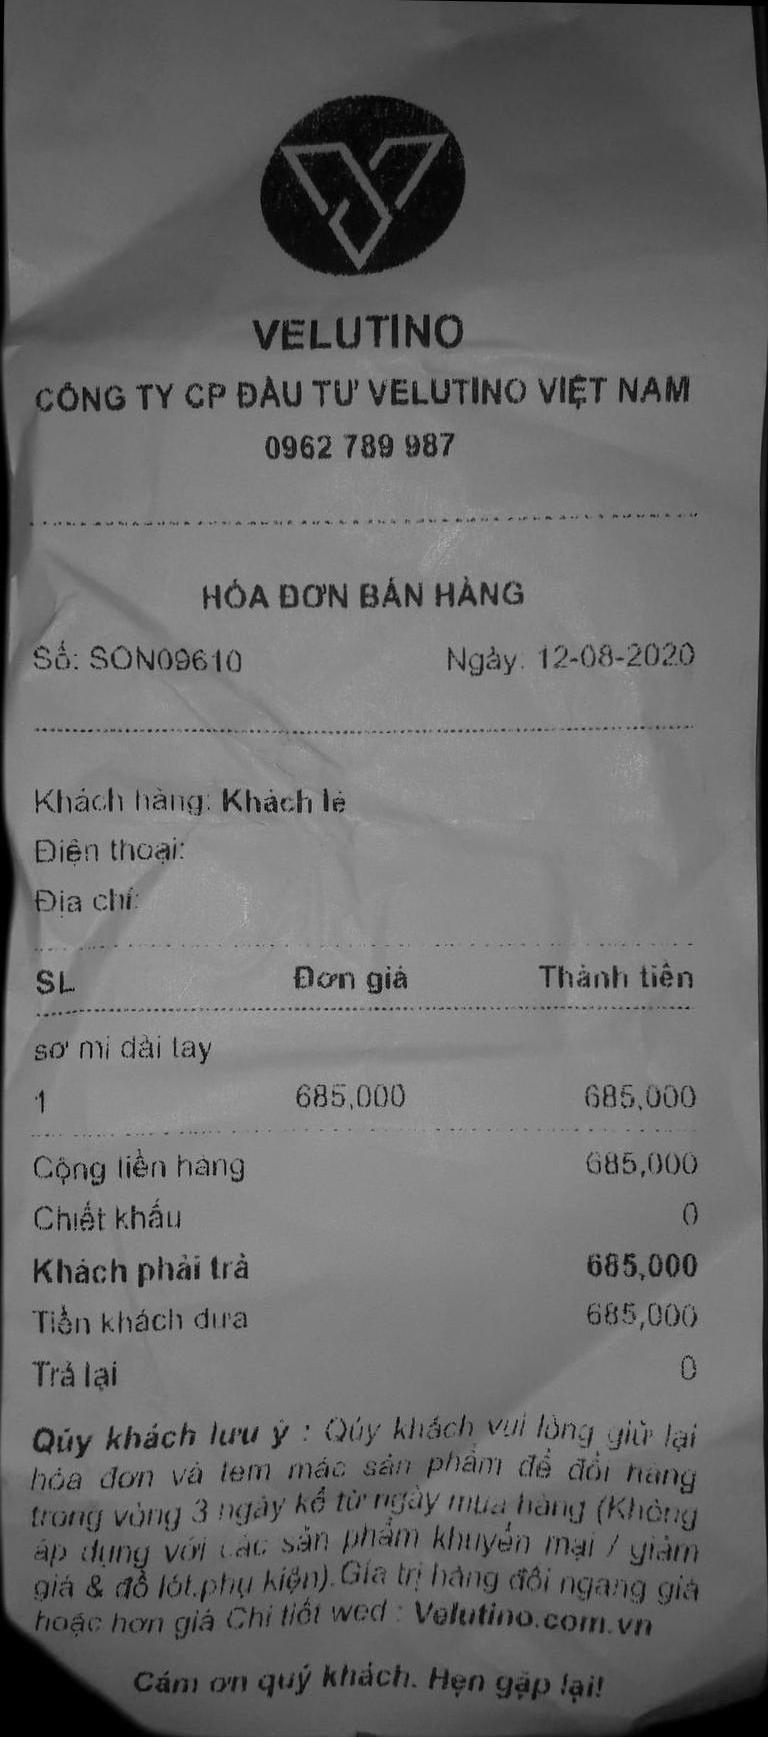 VELUTINO
CÔNG TY CP ĐẦU TƯ VELUTINO VIỆT NAM
0962 789 987
HÓA ĐƠN BÁN HÀNG
Số: SON09610 Ngày: 12-08-2020
Khách hàng: Khách lẻ
Điện thoại:
Địa chỉ:
SL Đơn giá Thành tiền
sơ mi dài tay
1 685,000 685,000
Cộng tiền hàng 685,000
Chiết khấu 0
Khách phải trả 685,000
Tiền khách đưa 685,000
Trả lại 0
Qúy khách lưu ý : Qúy khách vui lòng giữ lại
hóa đơn và tem mác sản phẩm để đổi hàng
trong vòng 3 ngày kể từ ngày mua hàng (Không
áp dụng với các sản phẩm khuyến mại / giảm
giá & đồ lót,phụ kiện).Gía trị hàng đổi ngang giá
hoặc hơn giá Chi tiết wed : Velutino.com.vn
Cám ơn quý khách. Hẹn gặp lại!